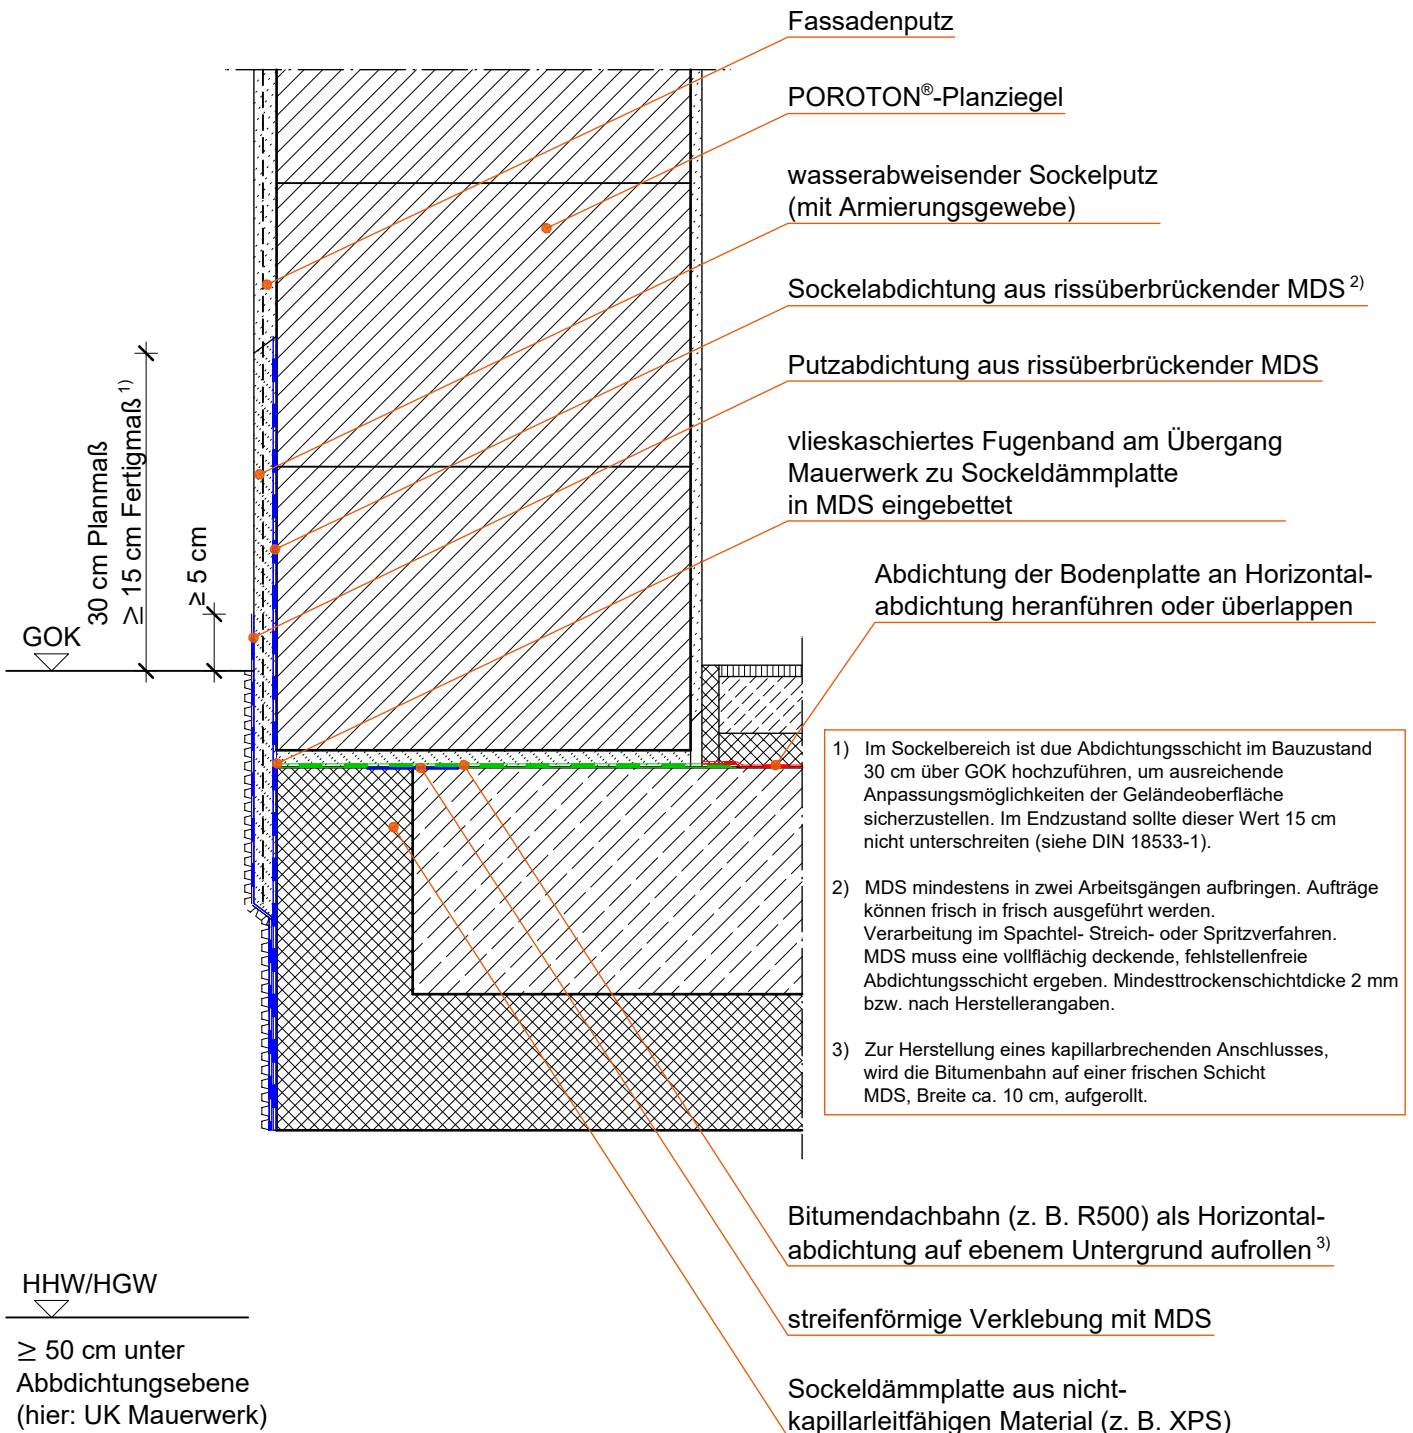 Fassadenputz
POROTON®-Planziegel
wasserabweisender Sockelputz
(mit Armierungsgewebe)
Sockelabdichtung aus rissüberbrückender MDS 2)
Putzabdichtung aus rissüberbrückender MDS
vlieskaschiertes Fugenband am Übergang
Mauerwerk zu Sockeldämmplatte
in MDS eingebettet
Abdichtung der Bodenplatte an Horizontal-
abdichtung heranführen oder überlappen
30 cm Planmaß
≥ 15 cm Fertigmaß 1)
≥ 5 cm
GOK
1) Im Sockelbereich ist due Abdichtungsschicht im Bauzustand
30 cm über GOK hochzuführen, um ausreichende
Anpassungsmöglichkeiten der Geländeoberfläche
sicherzustellen. Im Endzustand sollte dieser Wert 15 cm
nicht unterschreiten (siehe DIN 18533-1).
2) MDS mindestens in zwei Arbeitsgängen aufbringen. Aufträge
können frisch in frisch ausgeführt werden.
Verarbeitung im Spachtel- Streich- oder Spritzverfahren.
MDS muss eine vollflächig deckende, fehlstellenfreie
Abdichtungsschicht ergeben. Mindesttrockenschichtdicke 2 mm
bzw. nach Herstellerangaben.
3) Zur Herstellung eines kapillarbrechenden Anschlusses,
wird die Bitumenbahn auf einer frischen Schicht
MDS, Breite ca. 10 cm, aufgerollt.
Bitumendachbahn (z. B. R500) als Horizontal-
abdichtung auf ebenem Untergrund aufrollen 3)
streifenförmige Verklebung mit MDS
Sockeldämmplatte aus nicht-
kapillarleitfähigen Material (z. B. XPS)
HHW/HGW
≥ 50 cm unter
Abbdichtungsebene
(hier: UK Mauerwerk)